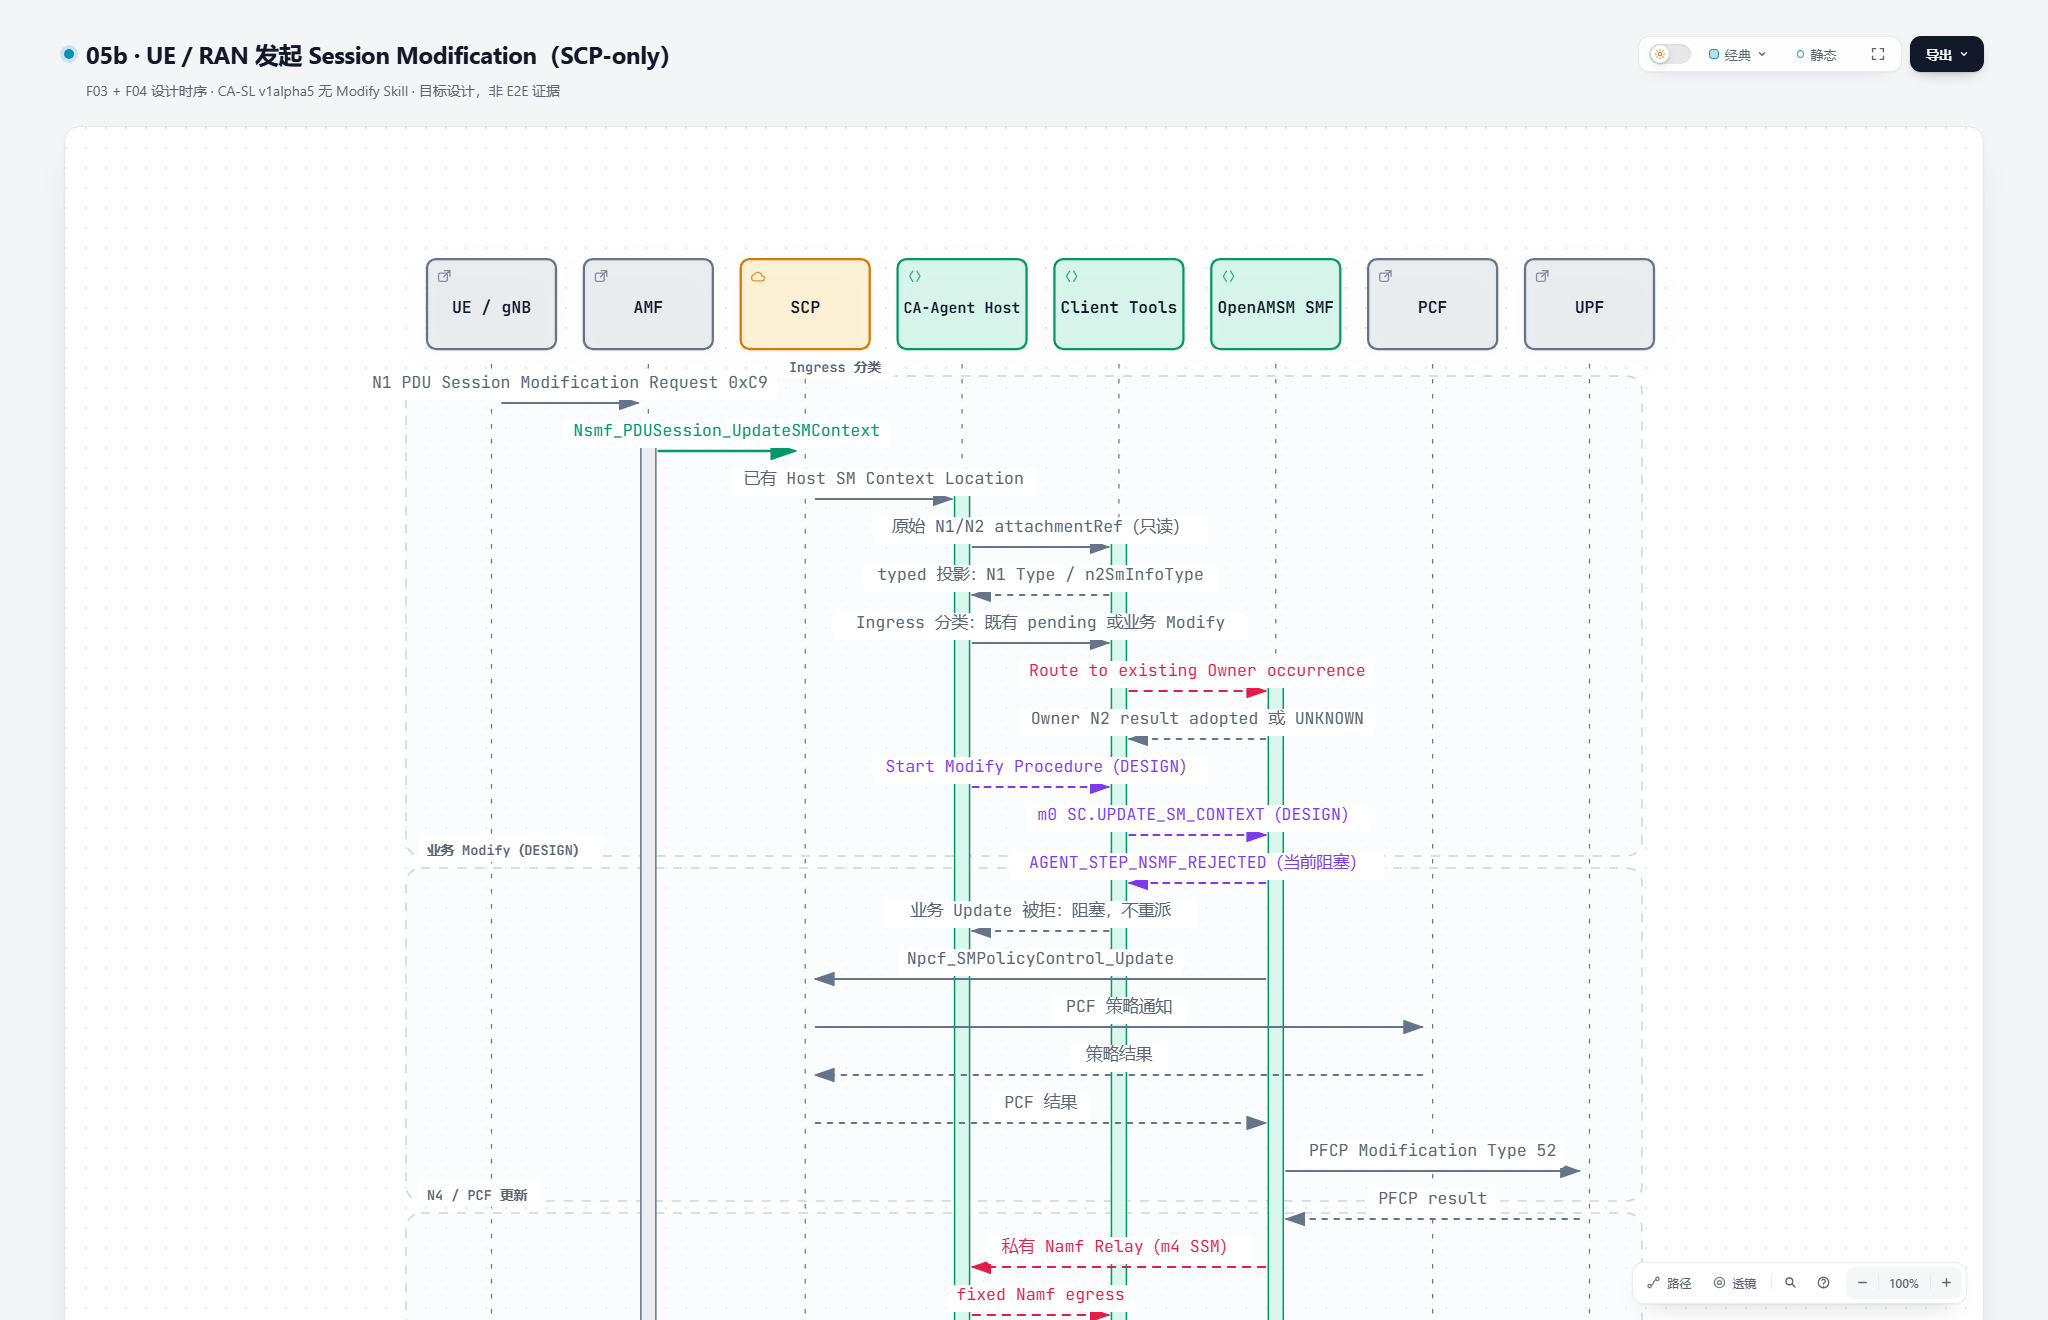 05b · UE / RAN 发起 Session Modification（SCP-only）
F03 + F04 设计时序 · CA-SL v1alpha5 无 Modify Skill · 目标设计，非 E2E 证据
经典
静态
导出
UE / gNB
AMF
SCP
CA-Agent Host
Client Tools
OpenAMSM SMF
PCF
UPF
Ingress 分类
N1 PDU Session Modification Request 0xC9
Nsmf_PDUSession_UpdateSMContext
已有 Host SM Context Location
原始 N1/N2 attachmentRef（只读）
typed 投影：N1 Type / n2SmInfoType
Ingress 分类：既有 pending 或业务 Modify
Route to existing Owner occurrence
Owner N2 result adopted 或 UNKNOWN
Start Modify Procedure（DESIGN）
m0 SC.UPDATE_SM_CONTEXT（DESIGN）
业务 Modify（DESIGN）
AGENT_STEP_NSMF_REJECTED（当前阻塞）
业务 Update 被拒：阻塞，不重派
Npcf_SMPolicyControl_Update
PCF 策略通知
策略结果
PCF 结果
PFCP Modification Type 52
N4 / PCF 更新
PFCP result
私有 Namf Relay（m4 SSM）
fixed Namf egress
路径
透镜
100%